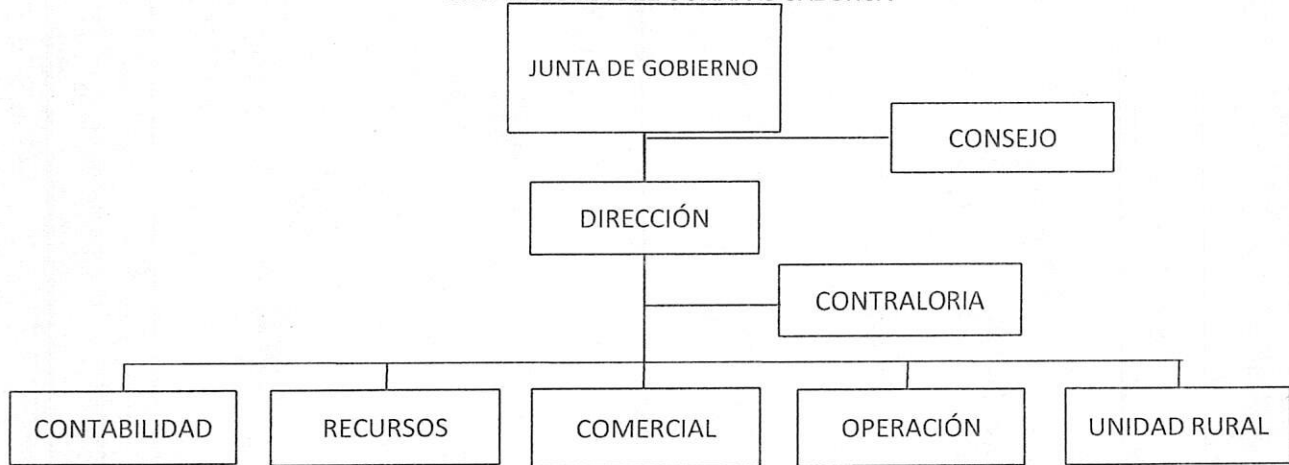 JUNTA DE GOBIERNO
CONSEJO
DIRECCIÓN
CONTRALORIA
CONTABILIDAD
RECURSOS
COMERCIAL
OPERACIÓN
UNIDAD RURAL